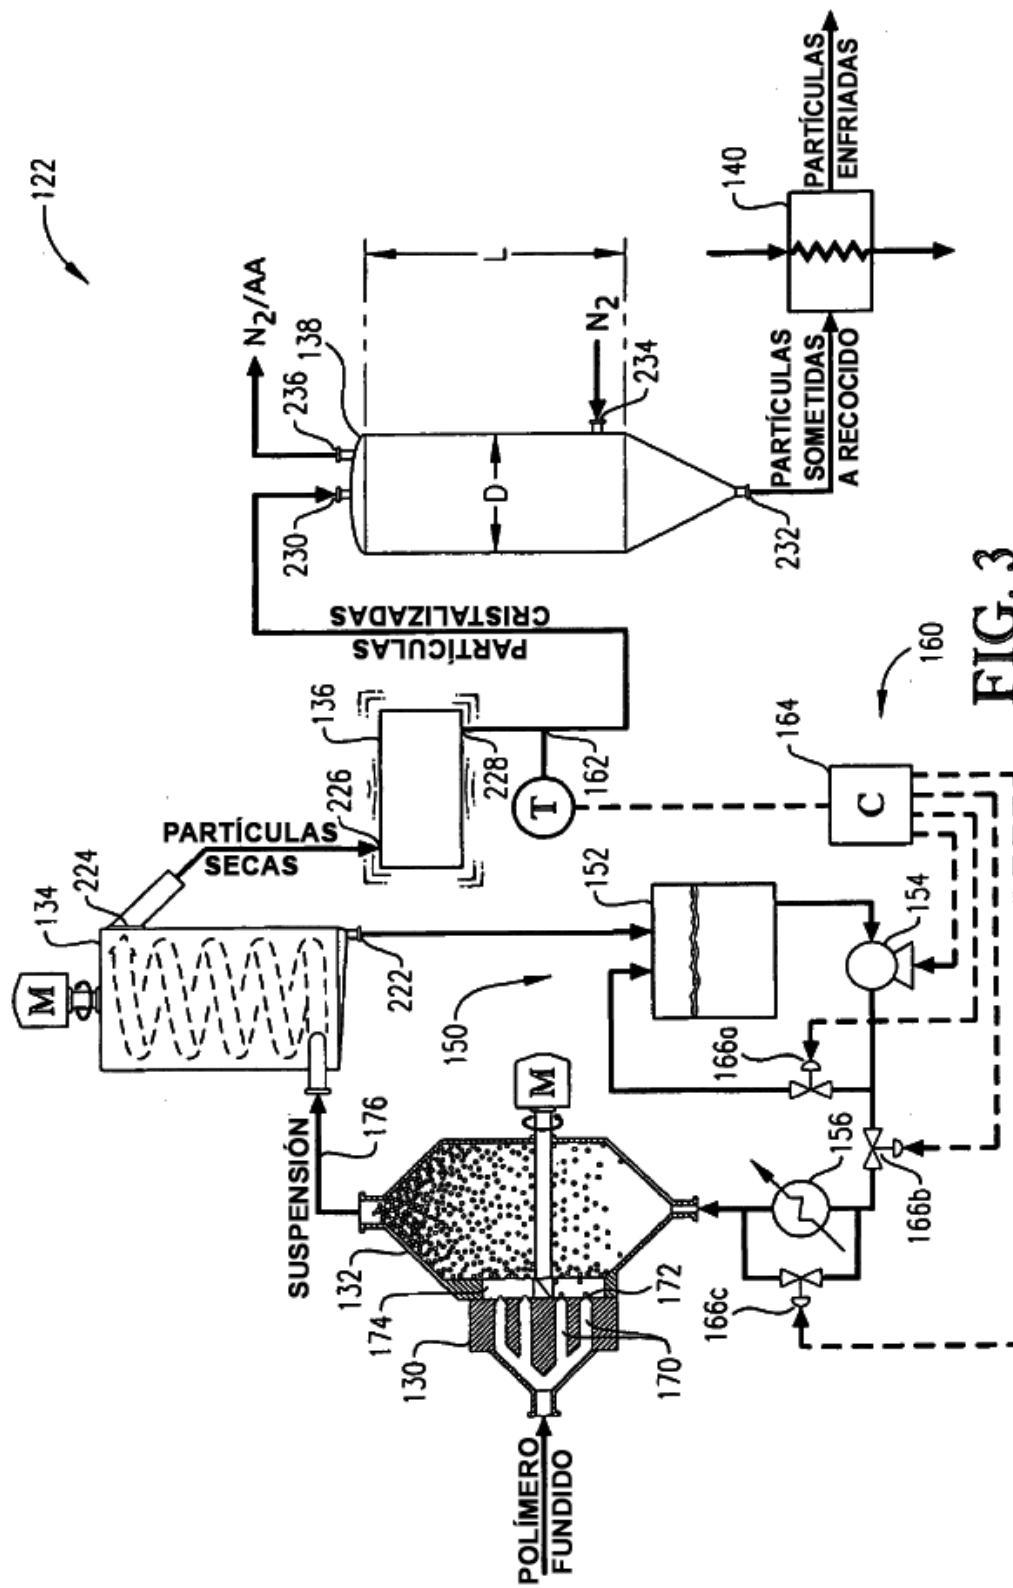 122
N2/AA
236
138
230
L
D
N2
234
232
PARTÍCULAS
SOMETIDAS
A RECOCIDO
140
PARTÍCULAS
ENFRIADAS
PARTÍCULAS
CRISTALIZADAS
M
134
224
PARTÍCULAS
SECAS
226
136
228
162
T
222
SUSPENSIÓN
176
150
152
154
164
C
160
132
174
130
M
172
170
POLÍMERO
FUNDIDO
166a
166b
166c
156
FIG. 3